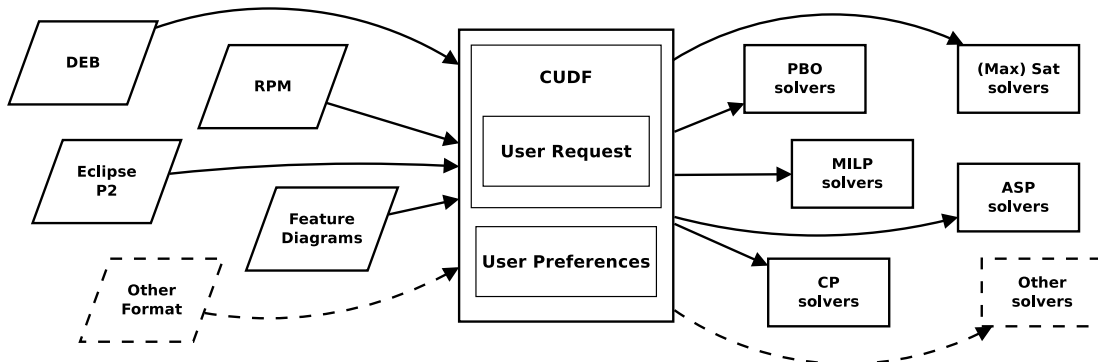 DEB
RPM
Eclipse
P2
Feature
Diagrams
Other
Format
CUDF
User Request
User Preferences
PBO
solvers
(Max) Sat
solvers
MILP
solvers
ASP
solvers
CP
solvers
Other
solvers